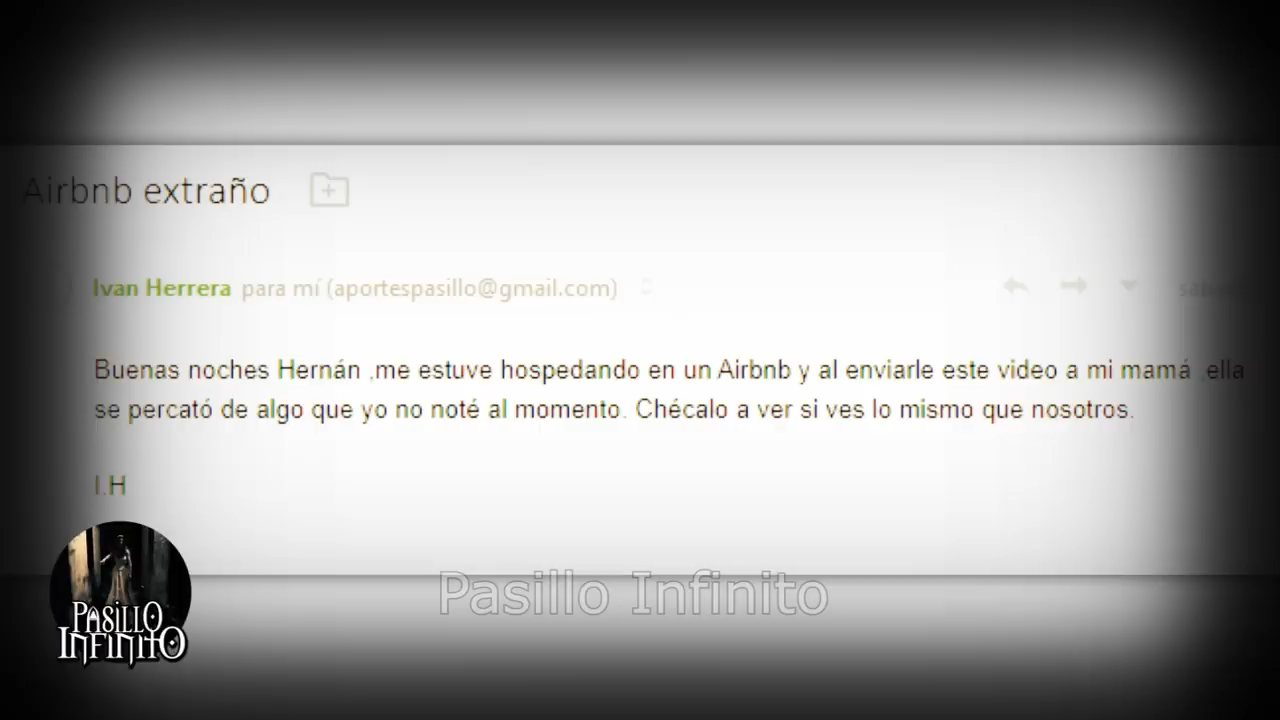 Airbnb extraño
Ivan Herrera para mí (aportespasillo@gmail.com)
Buenas noches Hernán ,me estuve hospedando en un Airbnb y al enviarle este video a mi mamá ,ella
se percató de algo que yo no noté al momento. Chécalo a ver si ves lo mismo que nosotros.
I.H
PASILLO
INFINITO
Pasillo Infinito